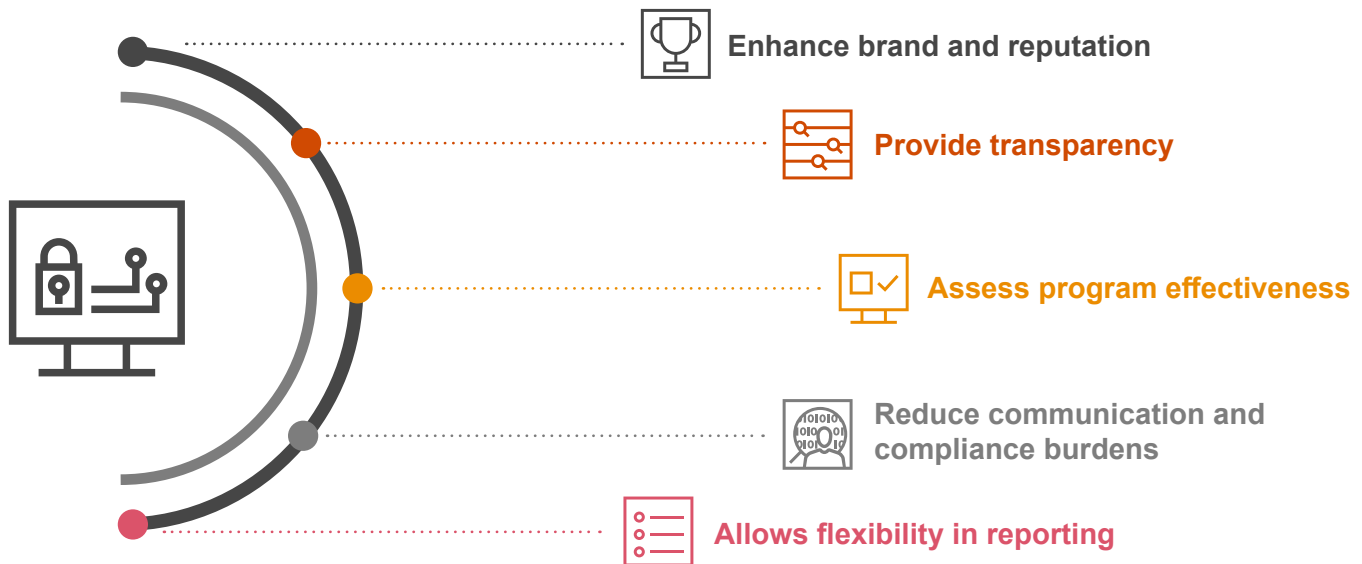 Enhance brand and reputation
Provide transparency
Assess program effectiveness
Reduce communication and
compliance burdens
Allows flexibility in reporting